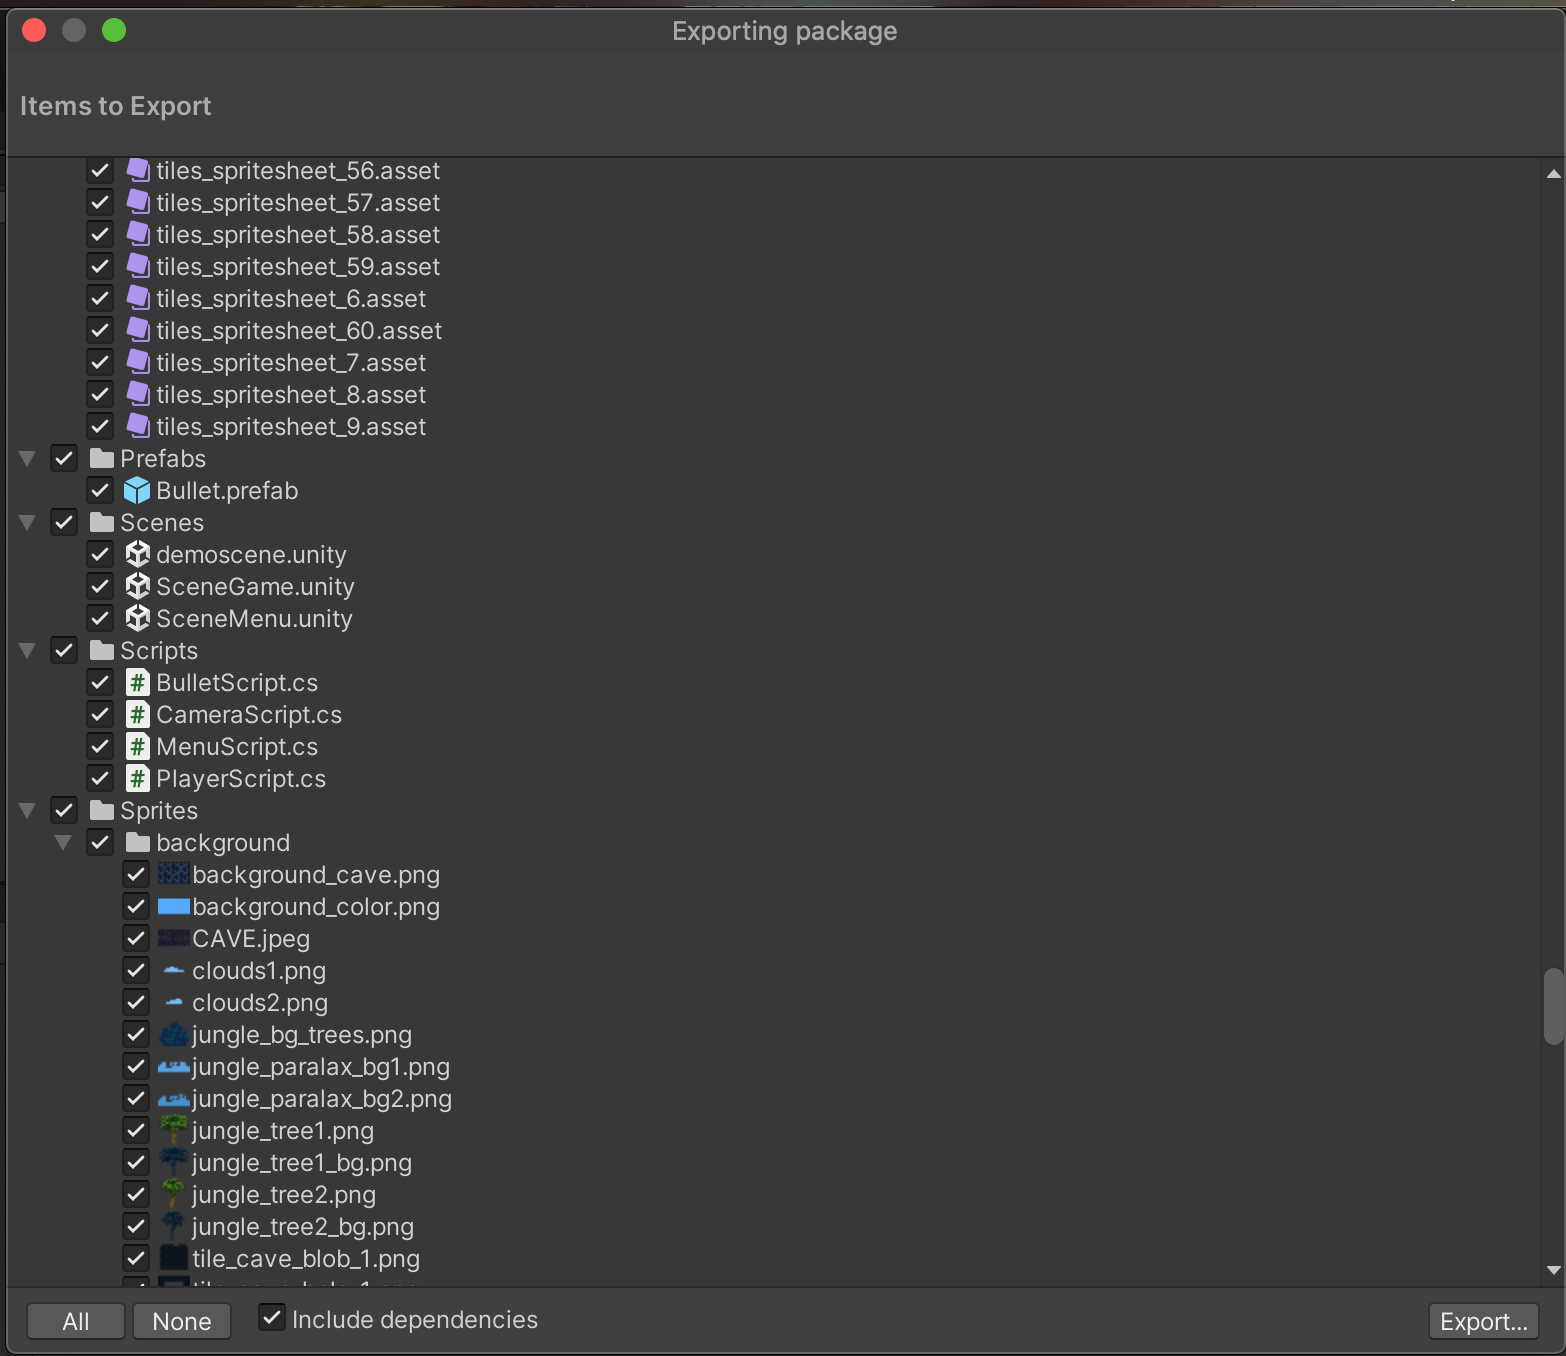 Exporting package
Items to Export
tiles_spritesheet_56.asset
tiles_spritesheet_57.asset
tiles_spritesheet_58.asset
tiles_spritesheet_59.asset
tiles_spritesheet_6.asset
tiles_spritesheet_60.asset
tiles_spritesheet_7.asset
tiles_spritesheet_8.asset
tiles_spritesheet_9.asset
Prefabs
Bullet.prefab
Scenes
demoscene.unity
SceneGame.unity
SceneMenu.unity
Scripts
BulletScript.cs
CameraScript.cs
MenuScript.cs
PlayerScript.cs
Sprites
background
background_cave.png
background_color.png
CAVE.jpeg
clouds1.png
clouds2.png
jungle_bg_trees.png
jungle_paralax_bg1.png
jungle_paralax_bg2.png
jungle_tree1.png
jungle_tree1_bg.png
jungle_tree2.png
jungle_tree2_bg.png
tile_cave_blob_1.png
All None Include dependencies Export...